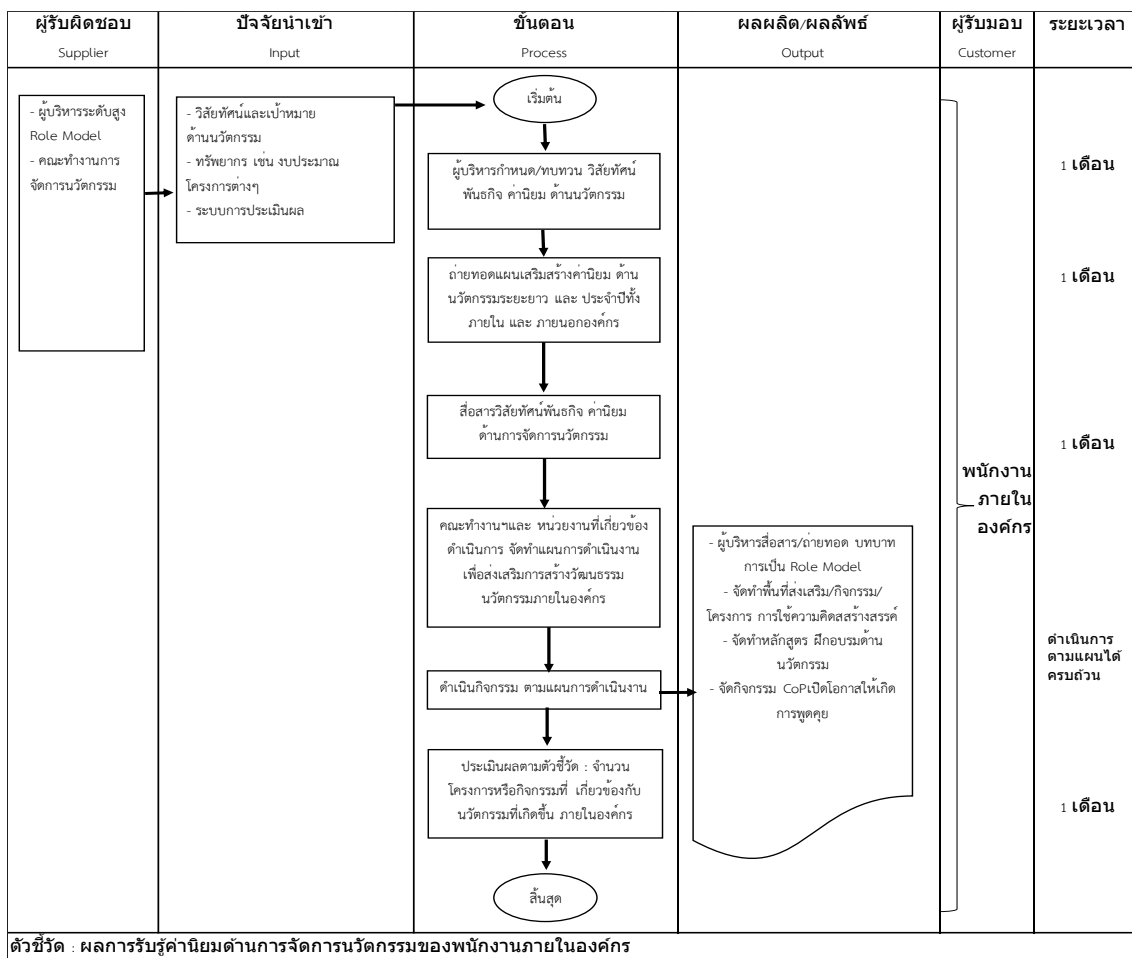 ผู้รับผิดชอบ
Supplier
ปัจจัยนำเข้า
Input
ขั้นตอน
Process
ผลผลิต/ผลลัพธ์
Output
ผู้รับมอบ
Customer
ระยะเวลา
- ผู้บริหารระดับสูง
Role Model
- คณะทำงานการ
จัดการนวัตกรรม
- วิสัยทัศน์และเป้าหมาย
ด้านนวัตกรรม
- ทรัพยากร เช่น งบประมาณ
โครงการต่างๆ
- ระบบการประเมินผล
เริ่มต้น
ผู้บริหารกำหนด/ทบทวน วิสัยทัศน์
พันธกิจ ค่านิยม ด้านนวัตกรรม
1 เดือน
ถ่ายทอดแผนเสริมสร้างค่านิยม ด้าน
นวัตกรรมระยะยาว และ ประจำปีทั้ง
ภายใน และ ภายนอกองค์กร
1 เดือน
สื่อสารวิสัยทัศน์พันธกิจ ค่านิยม
ด้านการจัดการนวัตกรรม
1 เดือน
คณะทำงานฯและ หน่วยงานที่เกี่ยวข้อง
ดำเนินการ จัดทำแผนการดำเนินงาน
เพื่อส่งเสริมการสร้างวัฒนธรรม
นวัตกรรมภายในองค์กร
ดำเนินกิจกรรม ตามแผนการดำเนินงาน
- ผู้บริหารสื่อสาร/ถ่ายทอด บทบาท
การเป็น Role Model
- จัดทำพื้นที่ส่งเสริม/กิจกรรม/
โครงการ การใช้ความคิดสสร้างสรรค์
- จัดทำหลักสูตร ฝึกอบรมด้าน
นวัตกรรม
- จัดกิจกรรม CoPเปิดโอกาสให้เกิด
การพูดคุย
พนักงาน
ภายใน
องค์กร
ดำเนินการ
ตามแผนได้
ครบถ้วน
ประเมินผลตามตัวชี้วัด : จำนวน
โครงการหรือกิจกรรมที่ เกี่ยวข้องกับ
นวัตกรรมที่เกิดขึ้น ภายในองค์กร
1 เดือน
สิ้นสุด
ตัวชี้วัด : ผลการรับรู้ค่านิยมด้านการจัดการนวัตกรรมของพนักงานภายในองค์กร